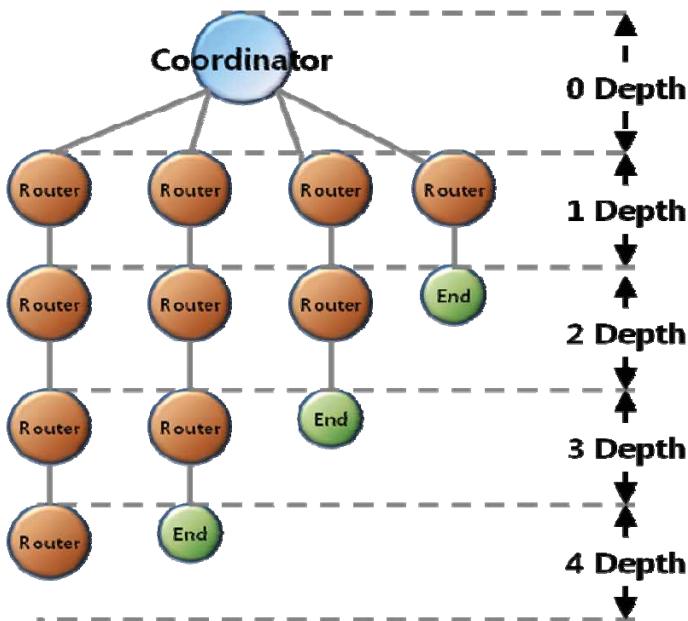 Coordinator
0 Depth
Router Router Router Router
1 Depth
Router Router Router End
2 Depth
Router Router End
3 Depth
Router End
4 Depth